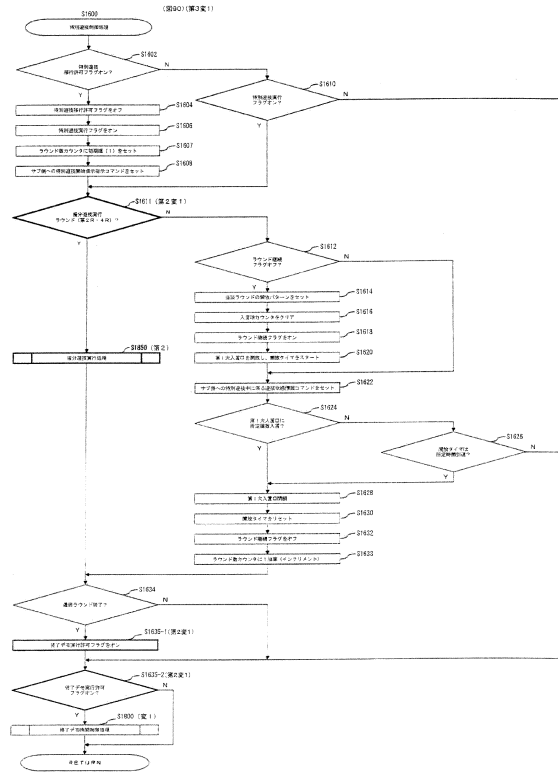 (図90)(第3変1)
S1600
特別遊技制御処理
S1602
特別遊技
移行許可フラグオン?
N
Y
S1610
特別遊技実行
フラグオン?
N
Y
S1604
特別遊技移行許可フラグをオフ
S1606
特別遊技実行フラグをオン
S1607
ラウンド数カウンタに初期値(1)をセット
S1608
サブ側への特別遊技開始表示指示コマンドをセット
S1611(第2変1)
振分遊技実行
ラウンド(第2R・4R)?
N
Y
S1612
ラウンド継続
フラグオフ?
N
Y
S1614
当該ラウンドの開放パターンをセット
S1616
入賞球カウンタをクリア
S1618
ラウンド継続フラグをオン
S1850(第2)
振分遊技実行処理
S1620
第1大入賞口を開放し、開放タイマをスタート
S1622
サブ側への特別遊技中に係る遊技状態情報コマンドをセット
S1624
第1大入賞口に
所定個数入賞?
N
Y
S1626
開放タイマは
所定時間到達?
N
Y
S1628
第1大入賞口閉鎖
S1630
開放タイマをリセット
S1632
ラウンド継続フラグをオフ
S1633
ラウンド数カウンタに1加算(インクリメント)
S1634
最終ラウンド終了?
N
Y
S1635-1(第2変1)
終了デモ実行許可フラグをオン
S1635-2(第2変1)
終了デモ実行許可
フラグオン?
N
Y
S1800(変1)
終了デモ時間制御処理
RETURN